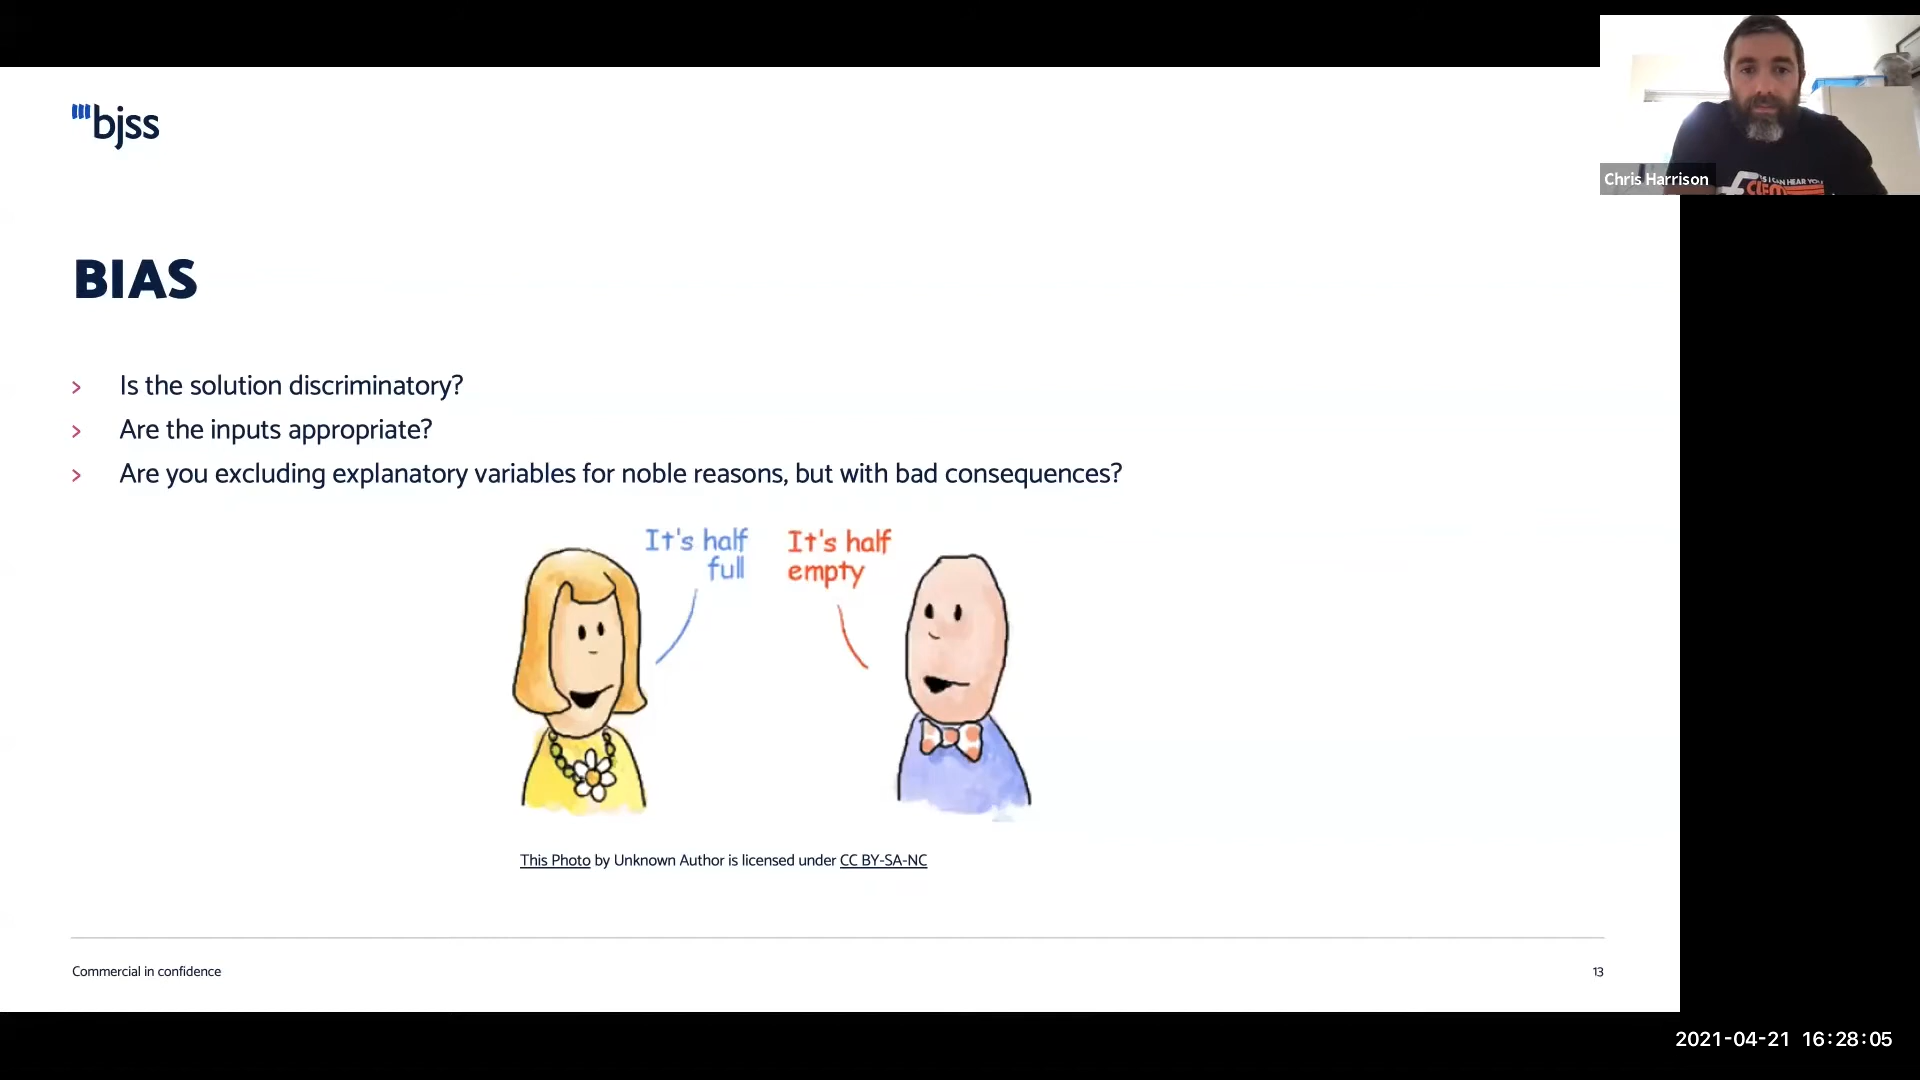 bjss
Chris Harrison
BIAS
> Is the solution discriminatory?
> Are the inputs appropriate?
> Are you excluding explanatory variables for noble reasons, but with bad consequences?
It's half
full
It's half
empty
This Photo by Unknown Author is licensed under CC BY-SA-NC
Commercial in confidence
13
2021-04-21 16:28:05